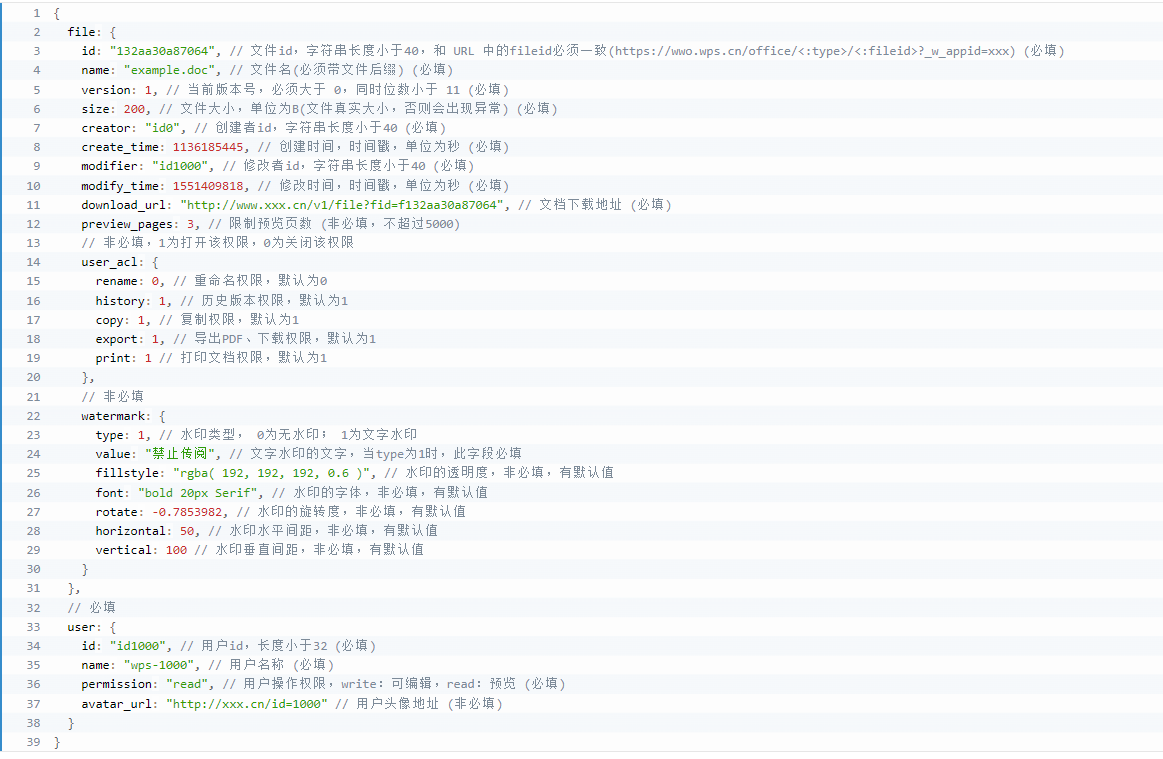 1 {
2 file: {
3 id: "132aa30a87064", // 文件id，字符串长度小于40，和 URL 中的fileid必须一致(https://wwo.wps.cn/office/<:type>/<:fileid>?_w_appid=xxx) (必填)
4 name: "example.doc", // 文件名(必须带文件后缀) (必填)
5 version: 1, // 当前版本号，必须大于 0，同时位数小于 11 (必填)
6 size: 200, // 文件大小，单位为B(文件真实大小，否则会出现异常) (必填)
7 creator: "id0", // 创建者id，字符串长度小于40 (必填)
8 create_time: 1136185445, // 创建时间，时间戳，单位为秒 (必填)
9 modifier: "id1000", // 修改者id，字符串长度小于40 (必填)
10 modify_time: 1551409818, // 修改时间，时间戳，单位为秒 (必填)
11 download_url: "http://www.xxx.cn/v1/file?fid=f132aa30a87064", // 文档下载地址 (必填)
12 preview_pages: 3, // 限制预览页数 (非必填，不超过5000)
13 // 非必填，1为打开该权限，0为关闭该权限
14 user_acl: {
15 rename: 0, // 重命名权限，默认为0
16 history: 1, // 历史版本权限，默认为1
17 copy: 1, // 复制权限，默认为1
18 export: 1, // 导出PDF、下载权限，默认为1
19 print: 1 // 打印文档权限，默认为1
20 },
21 // 非必填
22 watermark: {
23 type: 1, // 水印类型， 0为无水印； 1为文字水印
24 value: "禁止传阅", // 文字水印的文字，当type为1时，此字段必填
25 fillstyle: "rgba( 192, 192, 192, 0.6 )", // 水印的透明度，非必填，有默认值
26 font: "bold 20px Serif", // 水印的字体，非必填，有默认值
27 rotate: -0.7853982, // 水印的旋转度，非必填，有默认值
28 horizontal: 50, // 水印水平间距，非必填，有默认值
29 vertical: 100 // 水印垂直间距，非必填，有默认值
30 }
31 },
32 // 必填
33 user: {
34 id: "id1000", // 用户id，长度小于32 (必填)
35 name: "wps-1000", // 用户名称 (必填)
36 permission: "read", // 用户操作权限，write：可编辑，read：预览 (必填)
37 avatar_url: "http://xxx.cn/id=1000" // 用户头像地址 (非必填)
38 }
39 }